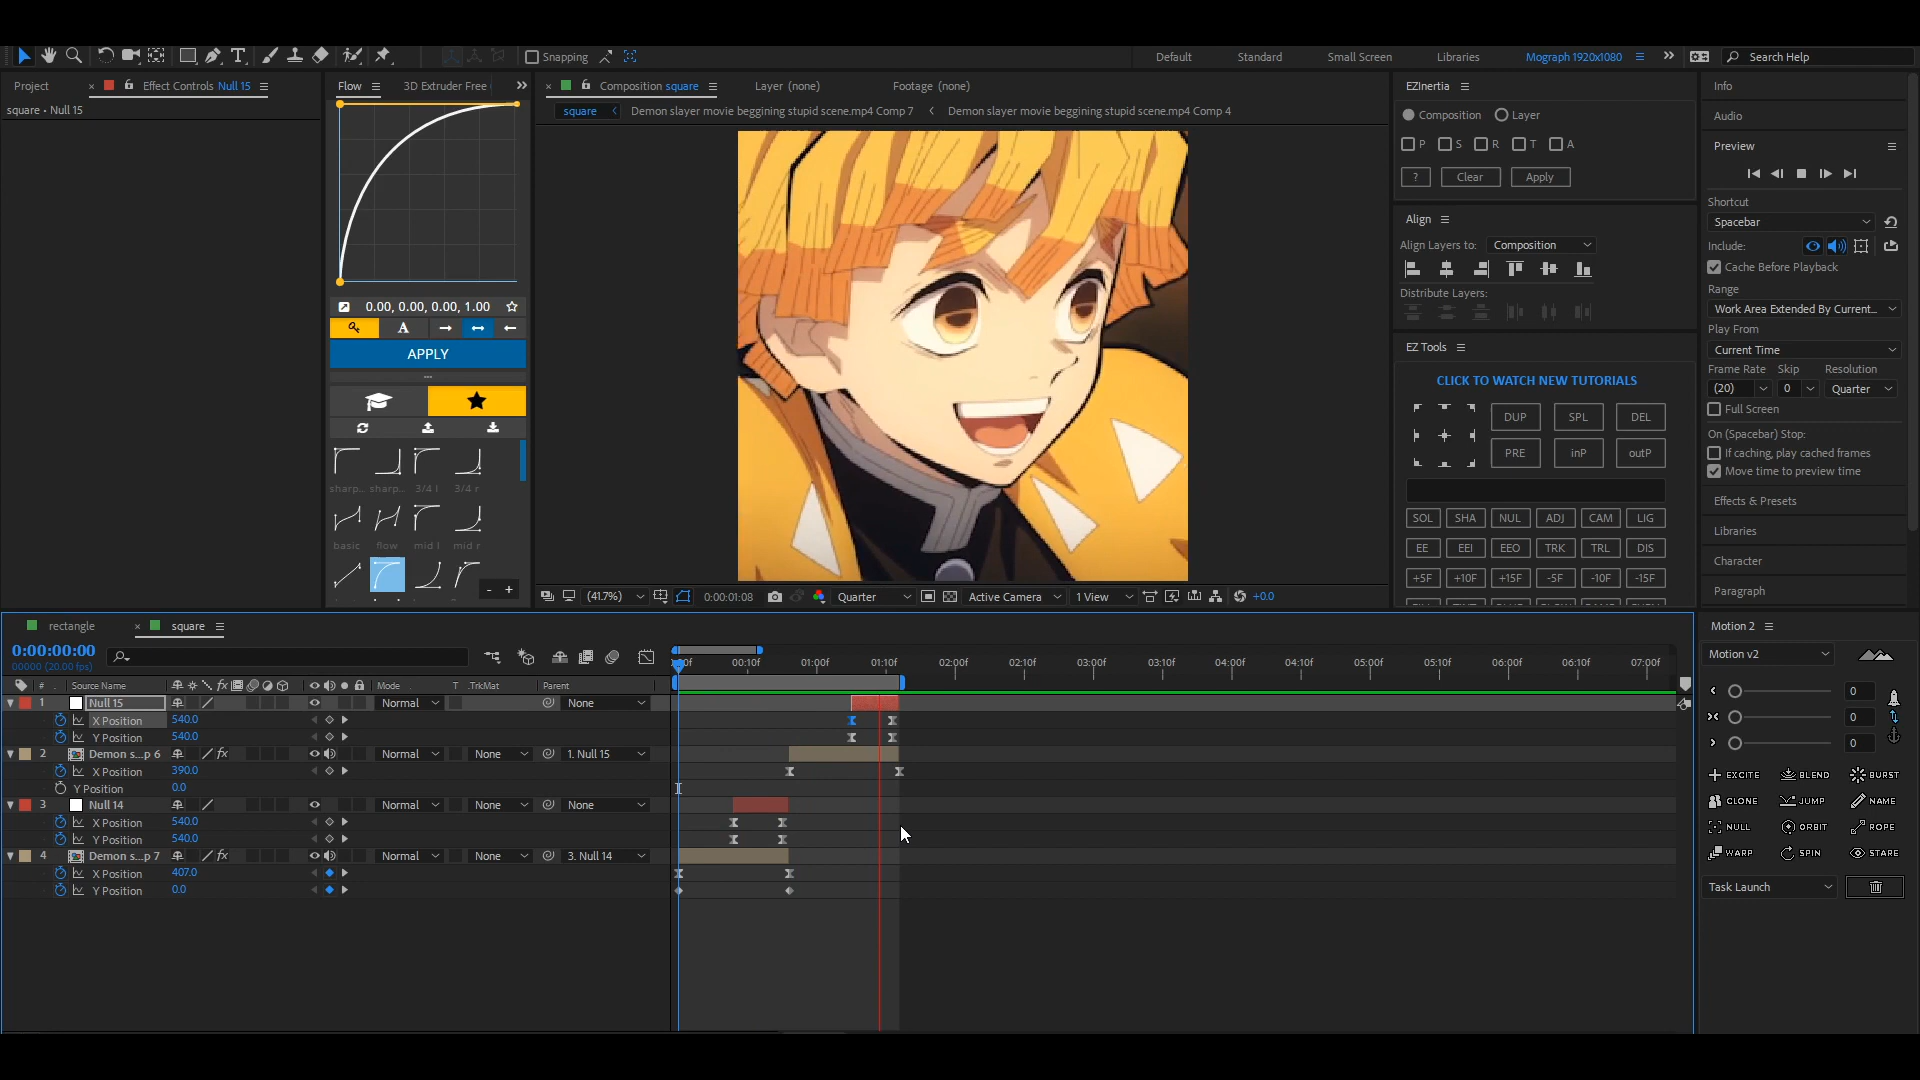 Snapping
Default
Standard
Small Screen
Libraries
Mograph 1920x1080
Search Help
Project
Effect Controls Null 15
Flow
3D Extruder Free
Composition square
Layer (none)
Footage (none)
EZInertia
Info
square • Null 15
square
Demon slayer movie beggining stupid scene.mp4 Comp 7
Demon slayer movie beggining stupid scene.mp4 Comp 4
Composition
Layer
Audio
P
S
R
T
A
Preview
?
Clear
Apply
Shortcut
Spacebar
Align
Align Layers to:
Composition
Include:
Cache Before Playback
Distribute Layers:
Range
Work Area Extended By Current...
0.00, 0.00, 0.00, 1.00
Play From
A
APPLY
EZ Tools
Current Time
Frame Rate
Skip
Resolution
CLICK TO WATCH NEW TUTORIALS
(20)
0
Quarter
DUP
SPL
DEL
Full Screen
On (Spacebar) Stop:
PRE
inP
outP
If caching, play cached frames
Move time to preview time
sharp..
sharp..
3/4 l
3/4 r
Effects & Presets
SOL
SHA
NUL
ADJ
CAM
LIG
Libraries
basic
flow
mid l
mid r
EE
EEI
EEO
TRK
TRL
DIS
Character
+5F
+10F
+15F
-5F
-10F
-15F
Paragraph
- +
(41.7%)
0:00:01:08
Quarter
Active Camera
1 View
+0.0
rectangle
square
Motion 2
0:00:00:00
00000 (20.00 fps)
Motion v2
00:10f
01:00f
01:10f
02:00f
02:10f
03:00f
03:10f
04:00f
04:10f
05:00f
05:10f
06:00f
06:10f
07:00f
#
Source Name
fx
Mode
T
.TrkMat
Parent
1
Null 15
Normal
None
0
X Position
540.0
0
Y Position
540.0
0
2
Demon s...p 6
fx
Normal
None
1. Null 15
X Position
390.0
EXCITE
BLEND
BURST
Y Position
0.0
3
Null 14
Normal
None
None
CLONE
JUMP
NAME
X Position
540.0
NULL
ORBIT
ROPE
Y Position
540.0
4
Demon s...p 7
fx
Normal
None
3. Null 14
WARP
SPIN
STARE
X Position
407.0
Y Position
0.0
Task Launch